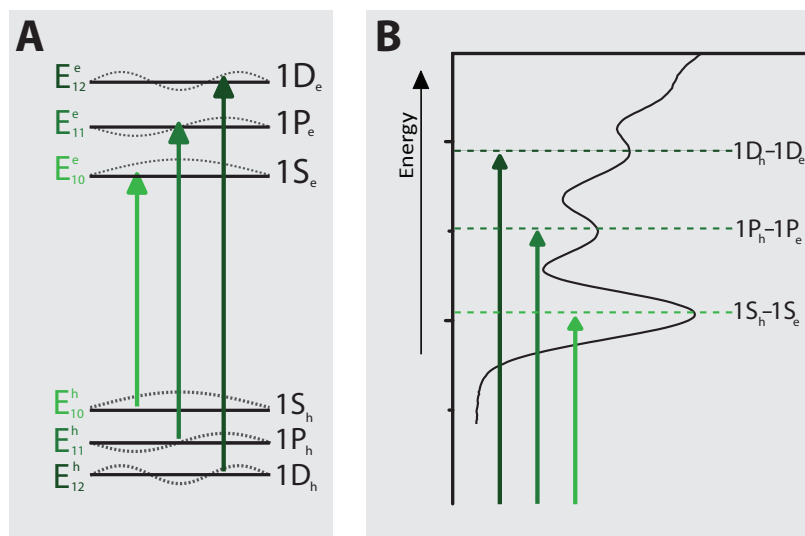 A
E^e_12 1D_e
E^e_11 1P_e
E^e_10 1S_e
E^h_10 1S_h
E^h_11 1P_h
E^h_12 1D_h
B
Energy
1D_h–1D_e
1P_h–1P_e
1S_h–1S_e